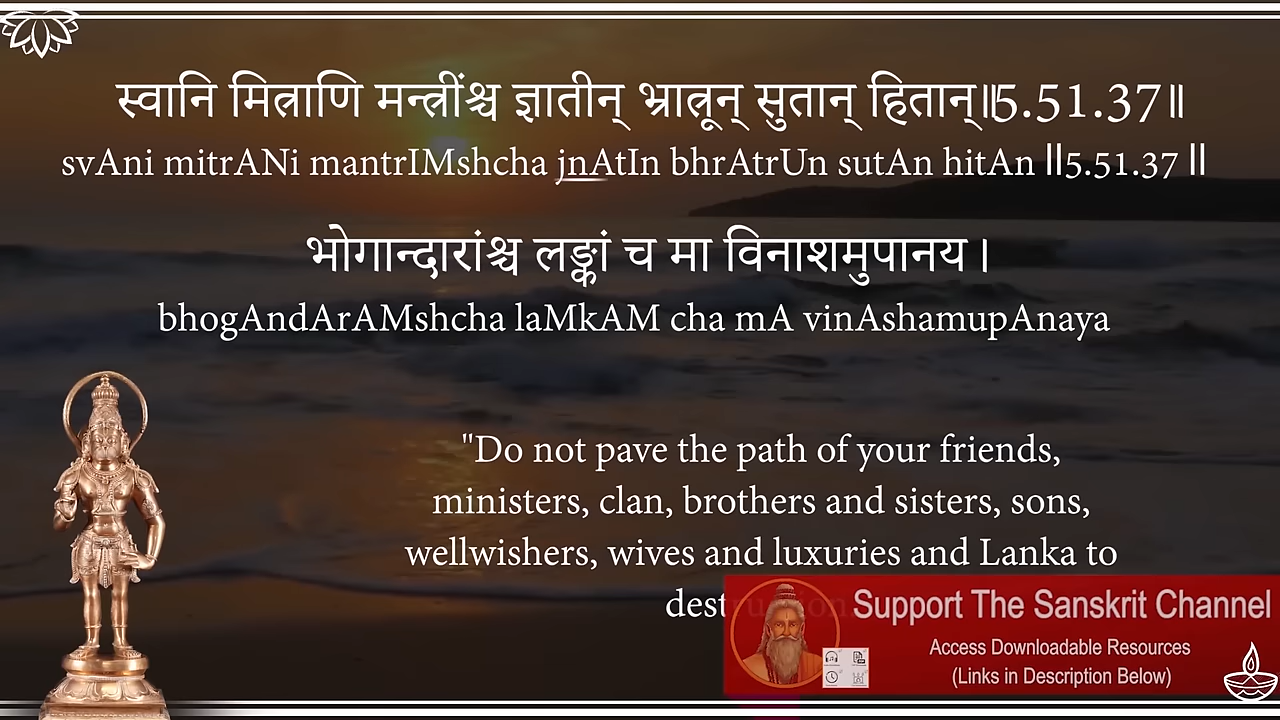 स्वानि मित्राणि मन्त्रींश्च ज्ञातीन् भ्रातॄन् सुतान् हितान्॥5.51.37॥
svAni mitrANi mantrIMshcha jnAtIn bhrAtrUn sutAn hitAn ||5.51.37 ||
भोगान्दारांश्च लङ्कां च मा विनाशमुपानय ।
bhogAndArAMshcha laMkAM cha mA vinAshamupAnaya
"Do not pave the path of your friends,
ministers, clan, brothers and sisters, sons,
wellwishers, wives and luxuries and Lanka to
destruction
Support The Sanskrit Channel
Access Downloadable Resources
(Links in Description Below)